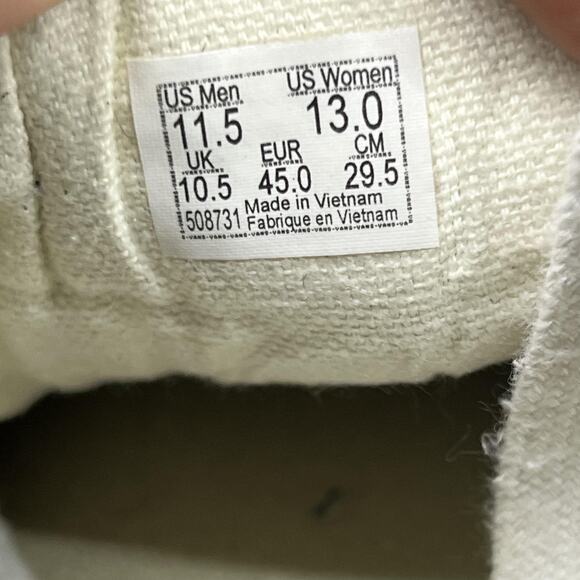 US Men US Women
11.5 13.0
UK EUR CM
10.5 45.0 29.5
Made in Vietnam
508731 Fabrique en Vietnam